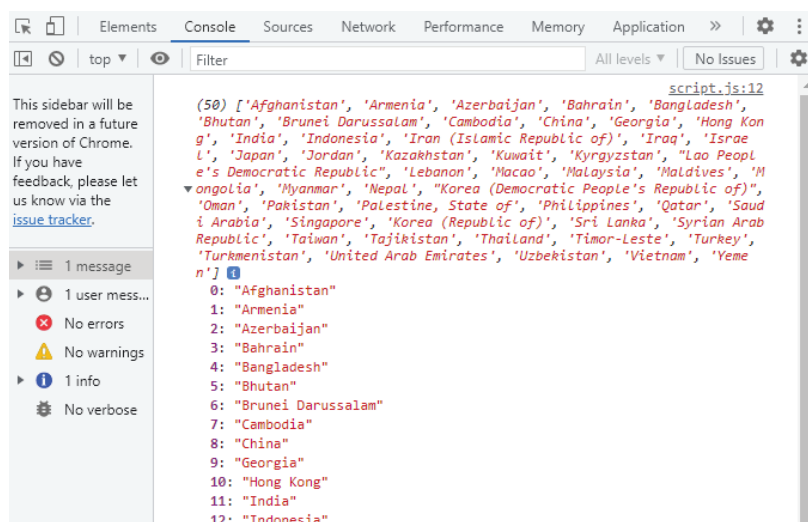 Elements Console Sources Network Performance Memory Application »
top ▼ Filter All levels ▼ No Issues
script.js:12
This sidebar will be
removed in a future
version of Chrome.
If you have
feedback, please let
us know via the
issue tracker.
1 message
1 user mess...
No errors
No warnings
1 info
No verbose
(50) ['Afghanistan', 'Armenia', 'Azerbaijan', 'Bahrain', 'Bangladesh',
'Bhutan', 'Brunei Darussalam', 'Cambodia', 'China', 'Georgia', 'Hong Kon
g', 'India', 'Indonesia', 'Iran (Islamic Republic of)', 'Iraq', 'Israe
l', 'Japan', 'Jordan', 'Kazakhstan', 'Kuwait', 'Kyrgyzstan', "Lao Peopl
e's Democratic Republic", 'Lebanon', 'Macao', 'Malaysia', 'Maldives', 'M
ongolia', 'Myanmar', 'Nepal', "Korea (Democratic People's Republic of)",
'Oman', 'Pakistan', 'Palestine, State of', 'Philippines', 'Qatar', 'Saud
i Arabia', 'Singapore', 'Korea (Republic of)', 'Sri Lanka', 'Syrian Arab
Republic', 'Taiwan', 'Tajikistan', 'Thailand', 'Timor-Leste', 'Turkey',
'Turkmenistan', 'United Arab Emirates', 'Uzbekistan', 'Vietnam', 'Yeme
n'] i
0: "Afghanistan"
1: "Armenia"
2: "Azerbaijan"
3: "Bahrain"
4: "Bangladesh"
5: "Bhutan"
6: "Brunei Darussalam"
7: "Cambodia"
8: "China"
9: "Georgia"
10: "Hong Kong"
11: "India"
12: "Indonesia"